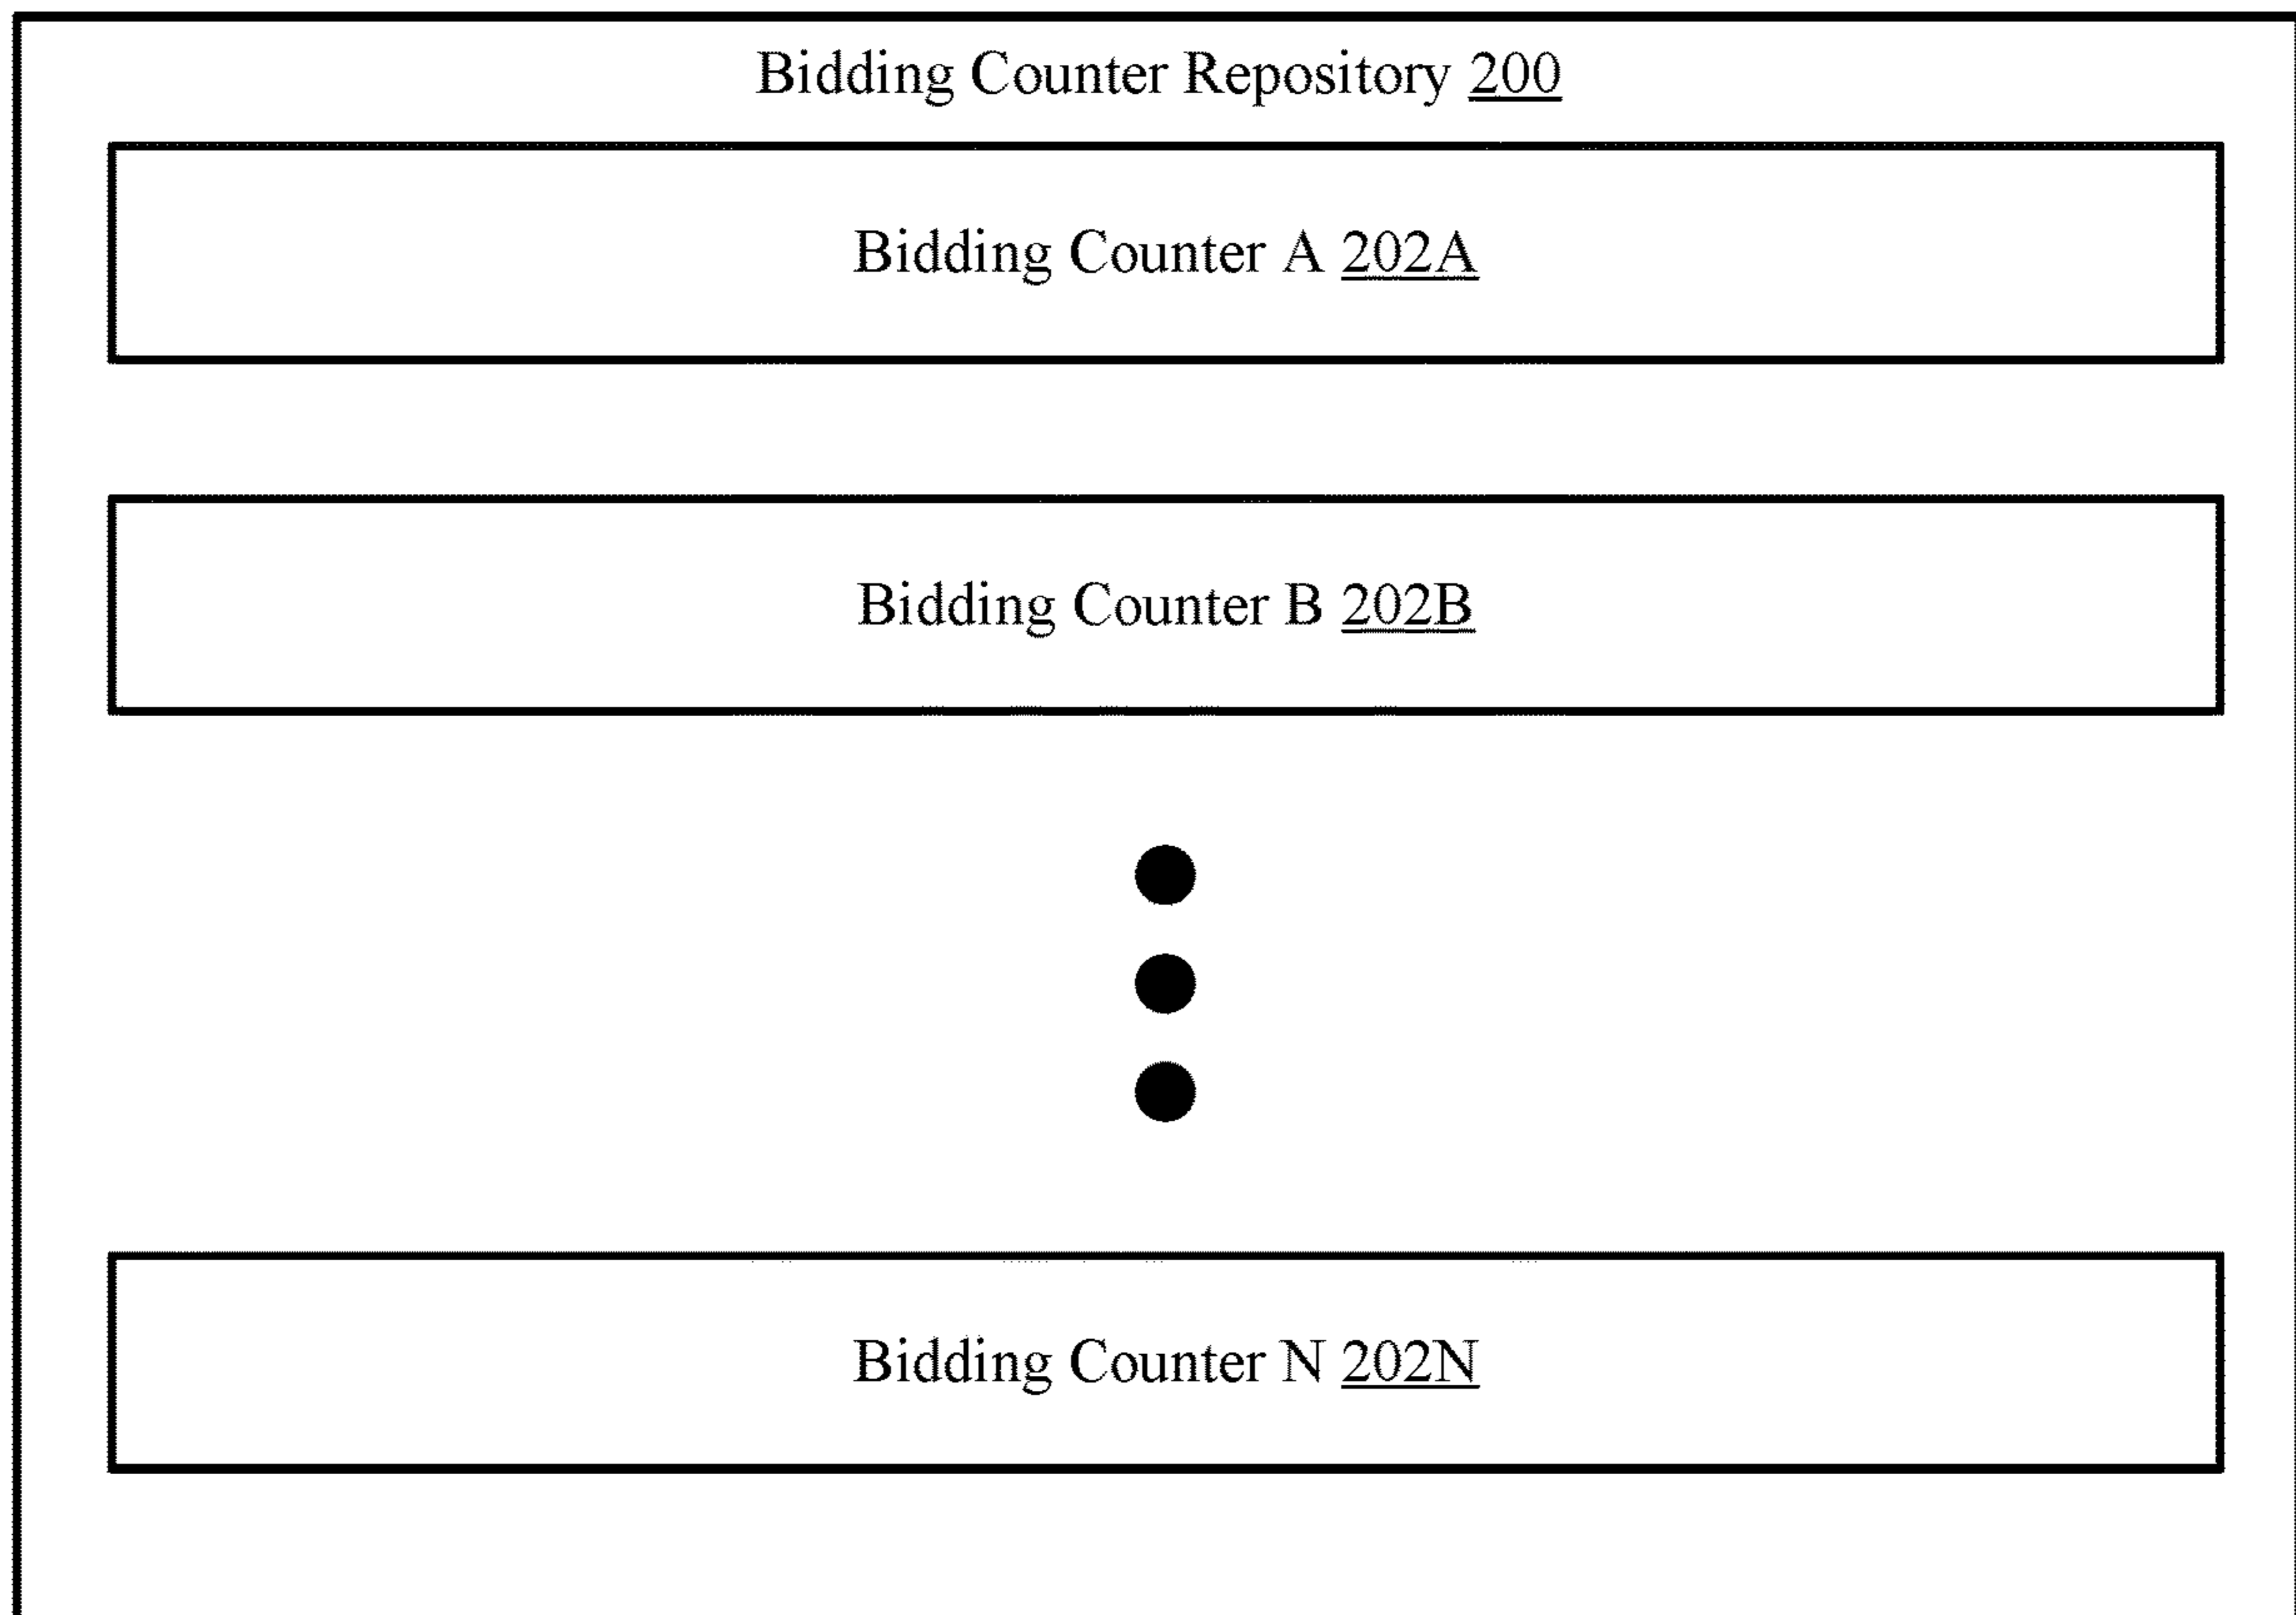 Bidding Counter Repository 200
Bidding Counter A 202A
Bidding Counter B 202B
Bidding Counter N 202N